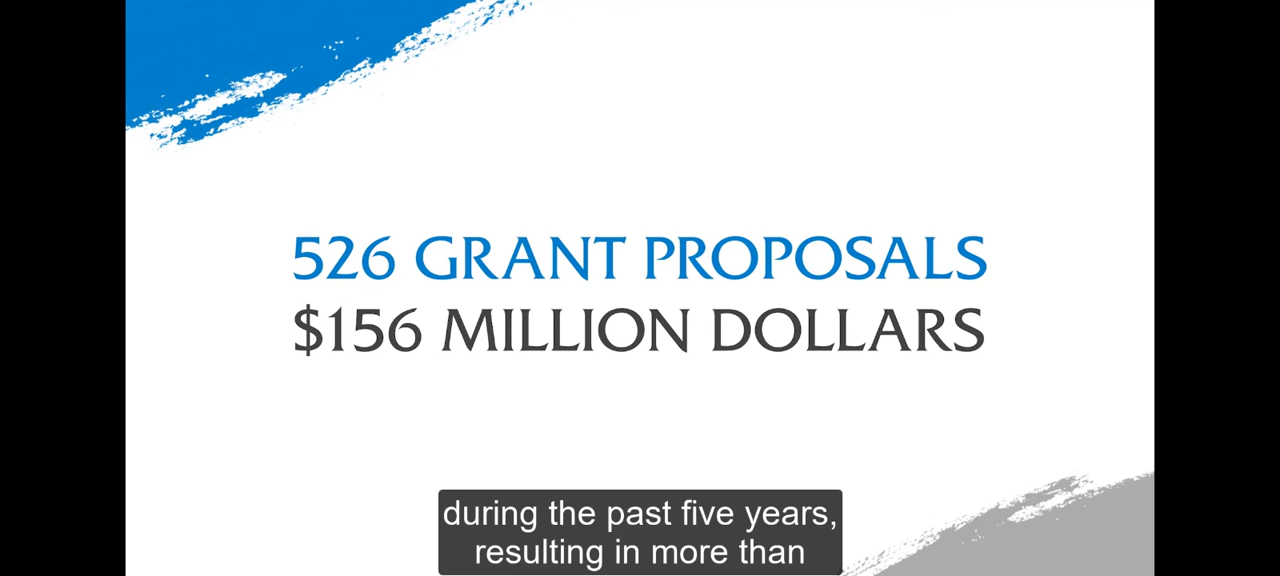 526 GRANT PROPOSALS
$156 MILLION DOLLARS
during the past five years,
resulting in more than